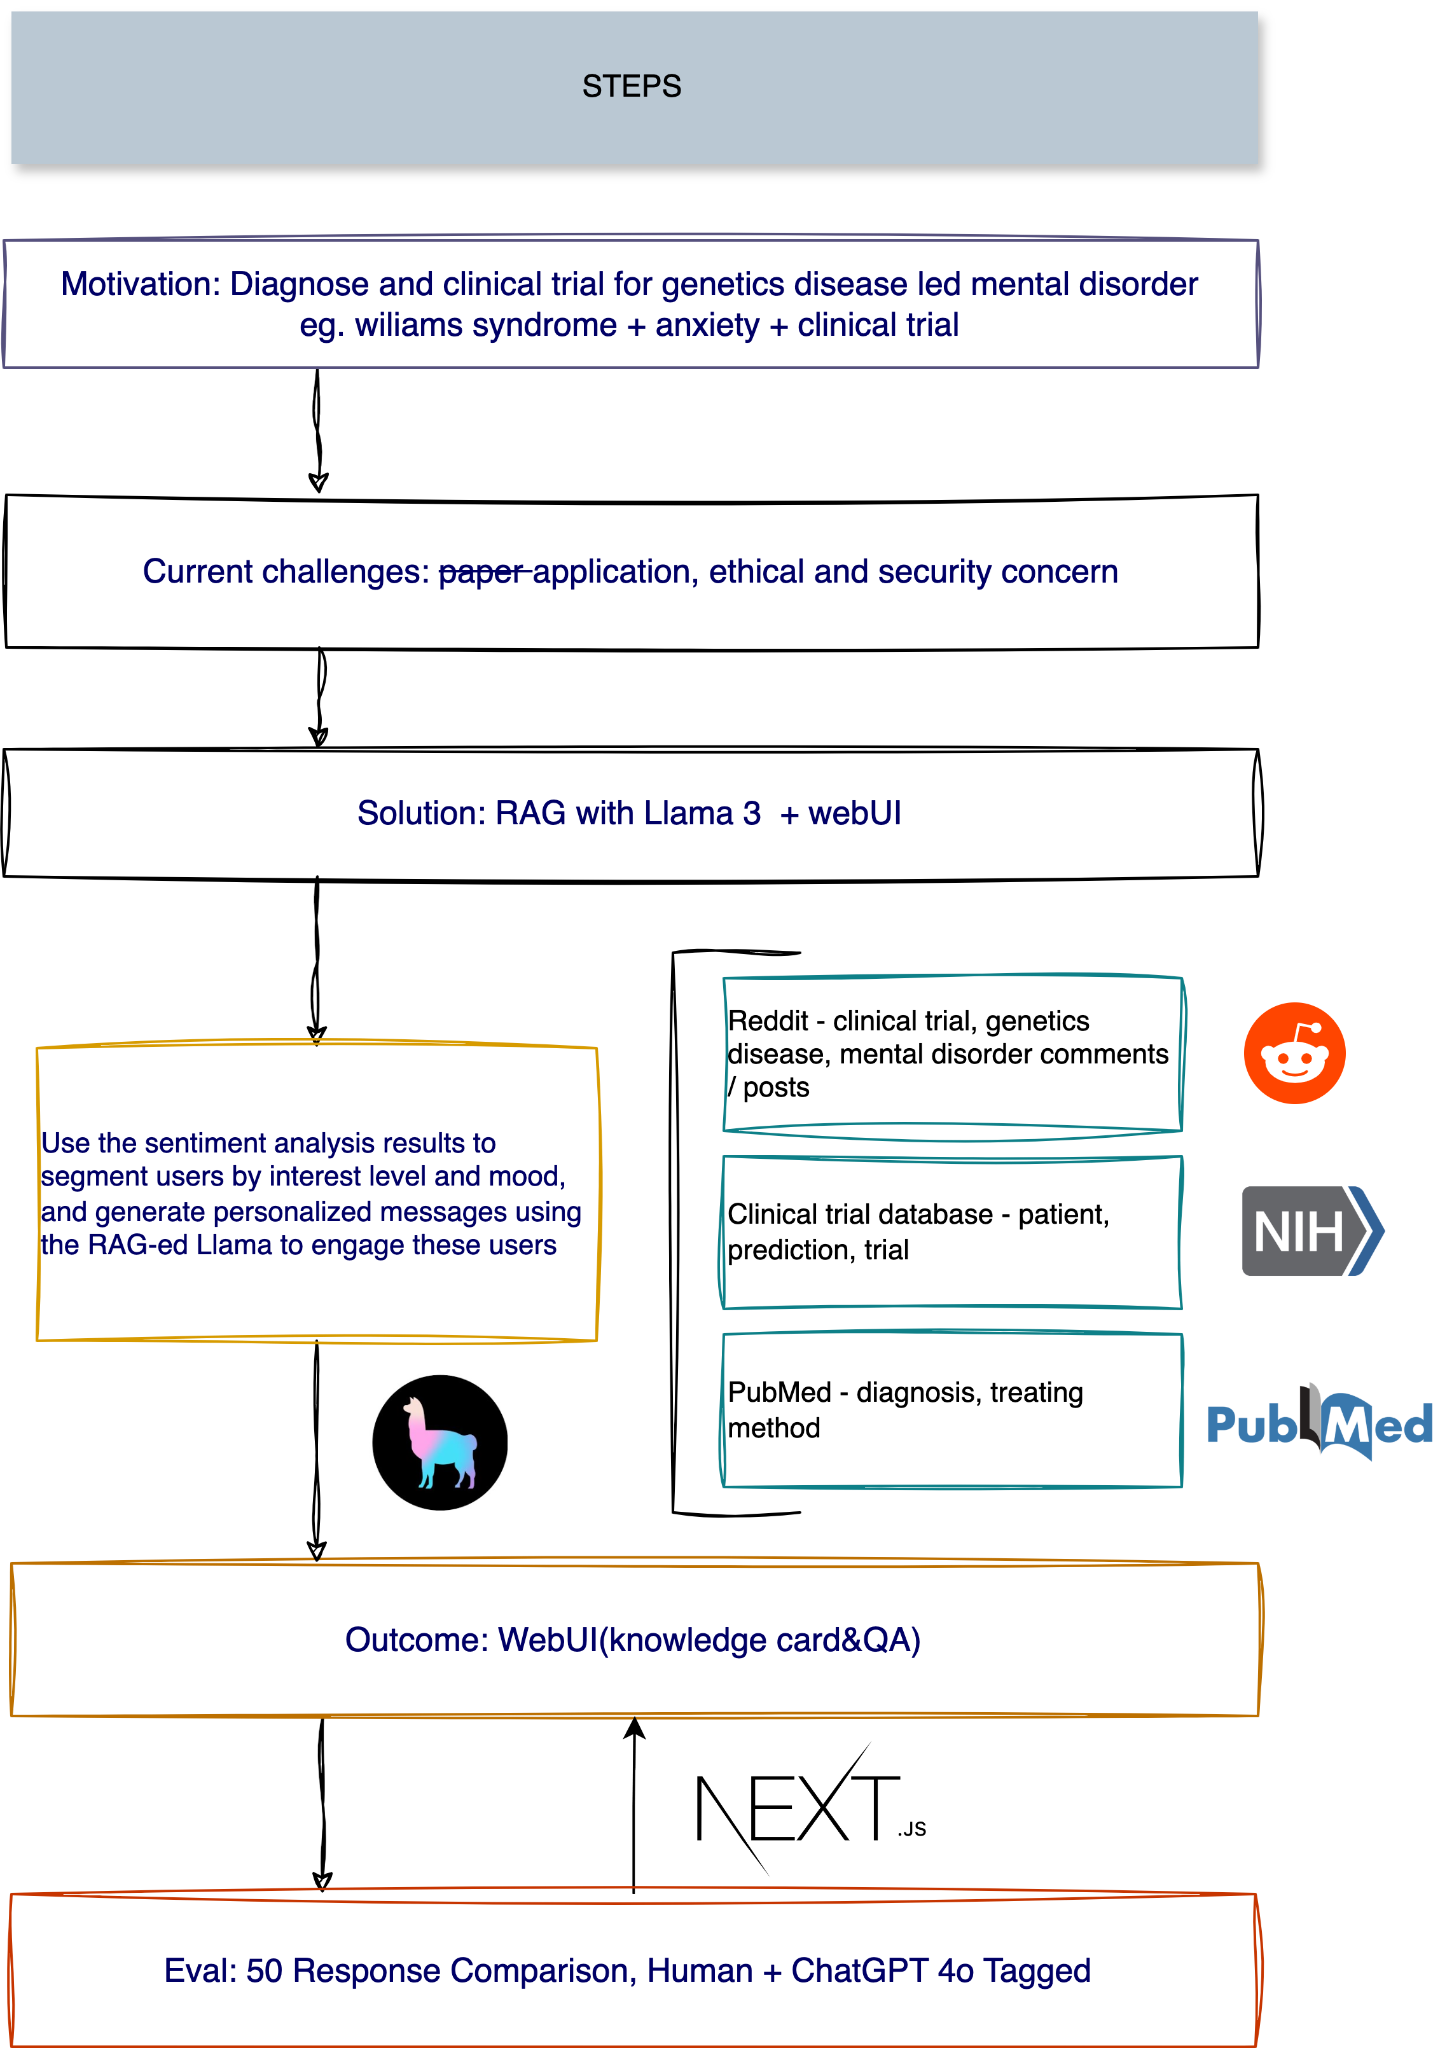 STEPS
Motivation: Diagnose and clinical trial for genetics disease led mental disorder
eg. wiliams syndrome + anxiety + clinical trial
Current challenges: paper application, ethical and security concern
Solution: RAG with Llama 3 + webUI
Use the sentiment analysis results to
segment users by interest level and mood,
and generate personalized messages using
the RAG-ed Llama to engage these users
Reddit - clinical trial, genetics
disease, mental disorder comments
/ posts
Clinical trial database - patient,
prediction, trial
NIH
PubMed - diagnosis, treating
method
PubMed
Outcome: WebUI(knowledge card&QA)
NEXT.JS
Eval: 50 Response Comparison, Human + ChatGPT 4o Tagged